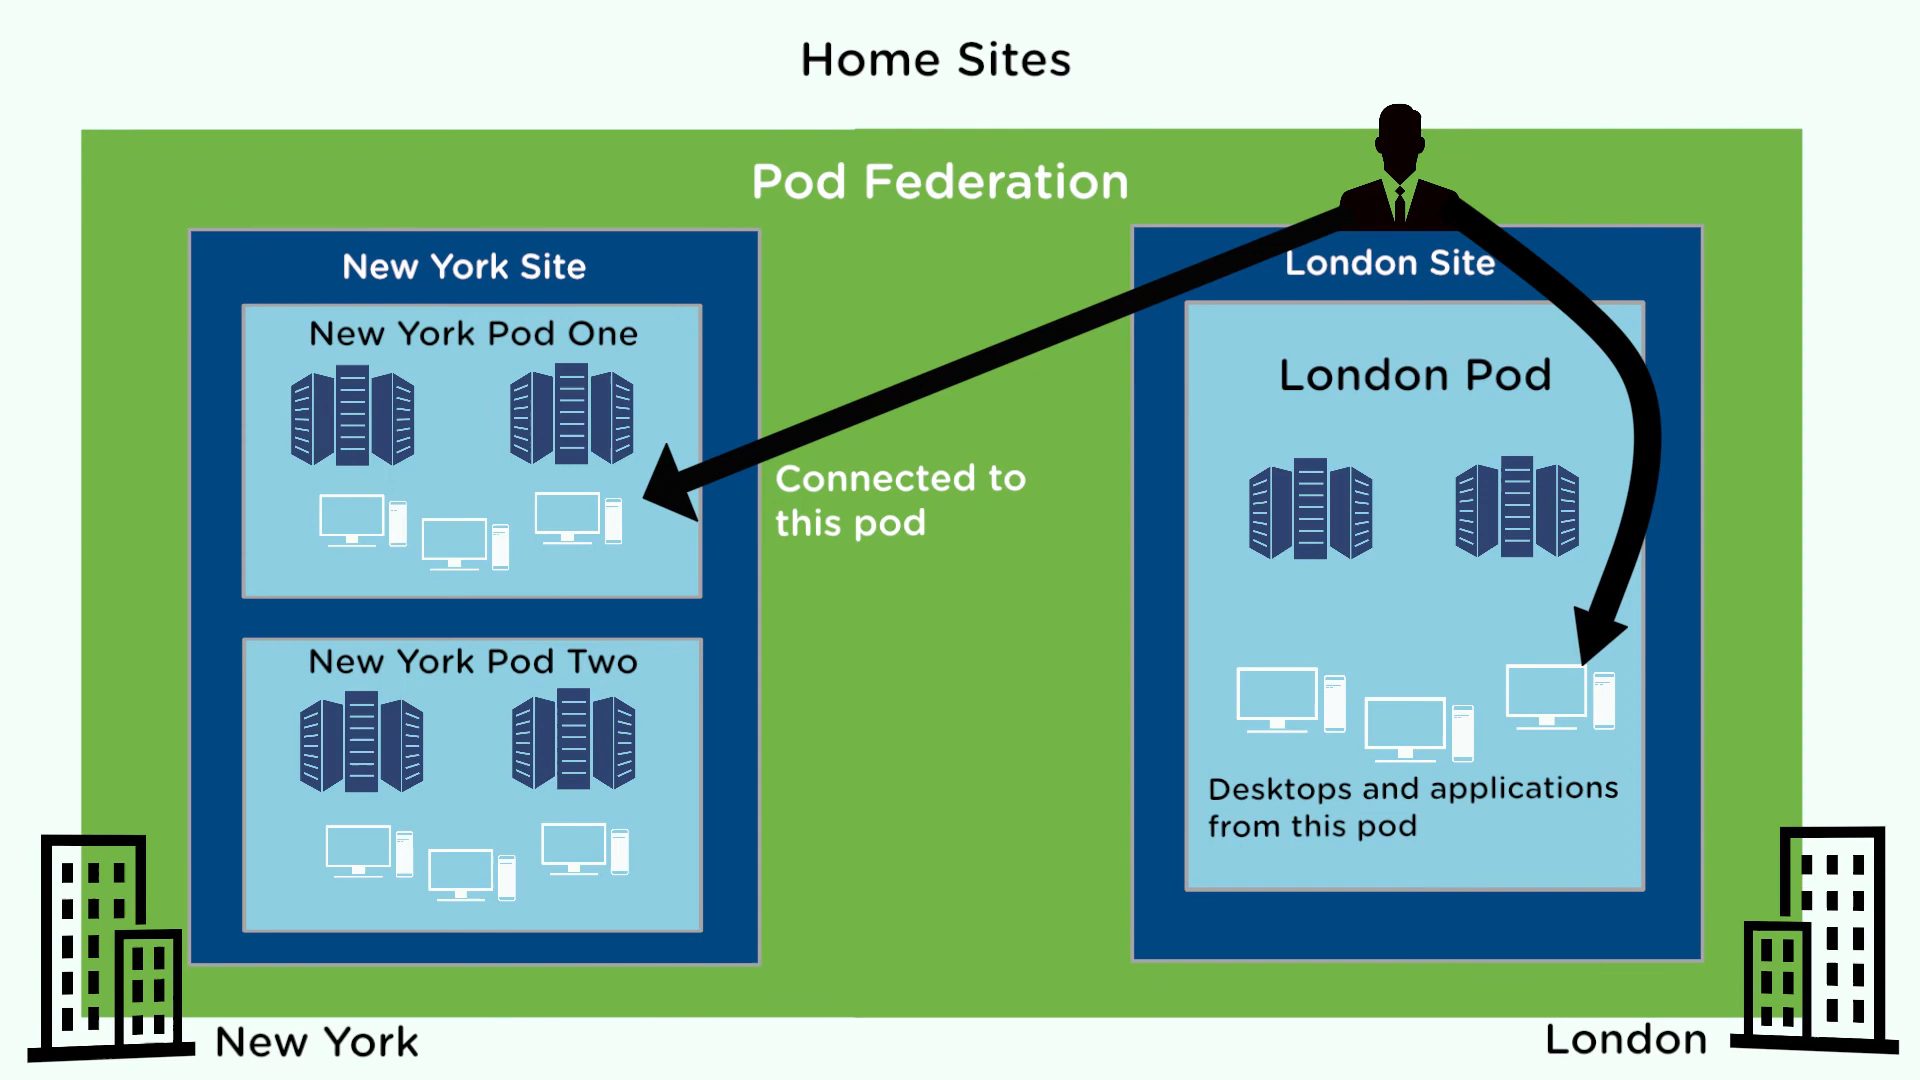 Home Sites
Pod Federation
New York Site
New York Pod One
New York Pod Two
Connected to
this pod
London Site
London Pod
Desktops and applications
from this pod
New York
London